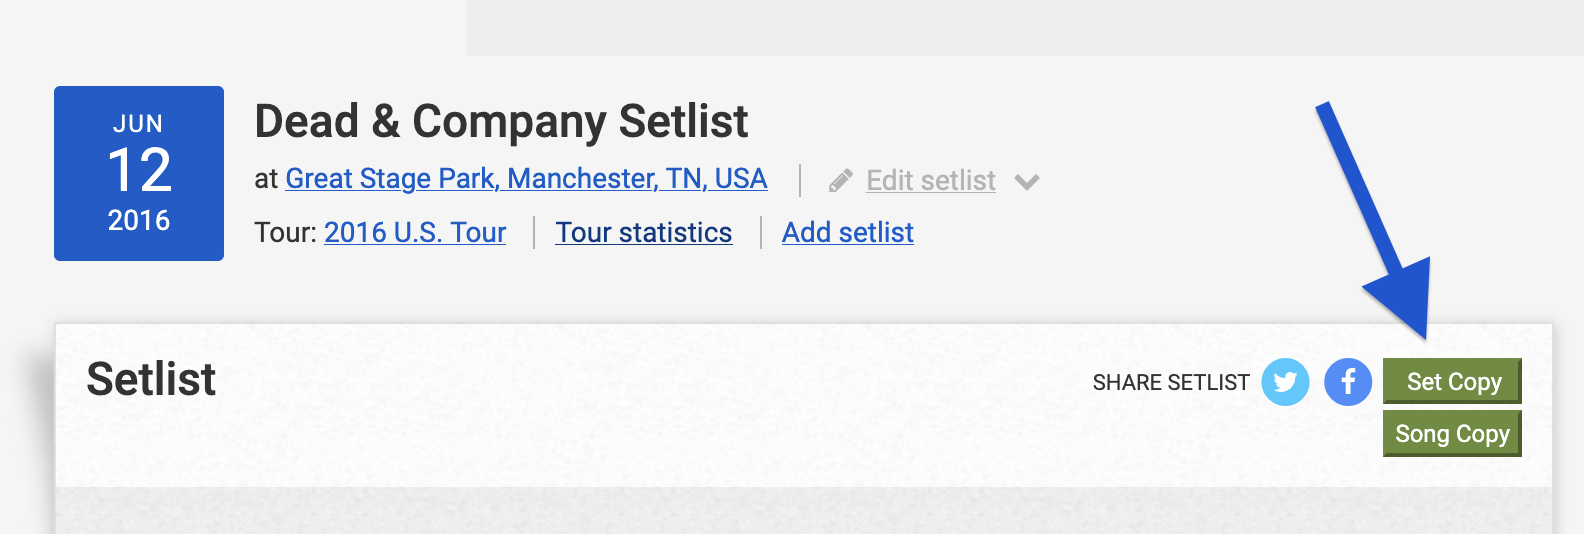 JUN
12
2016
Dead & Company Setlist
at Great Stage Park, Manchester, TN, USA
Edit setlist
Tour: 2016 U.S. Tour
Tour statistics
Add setlist
Setlist
SHARE SETLIST
Set Copy
Song Copy